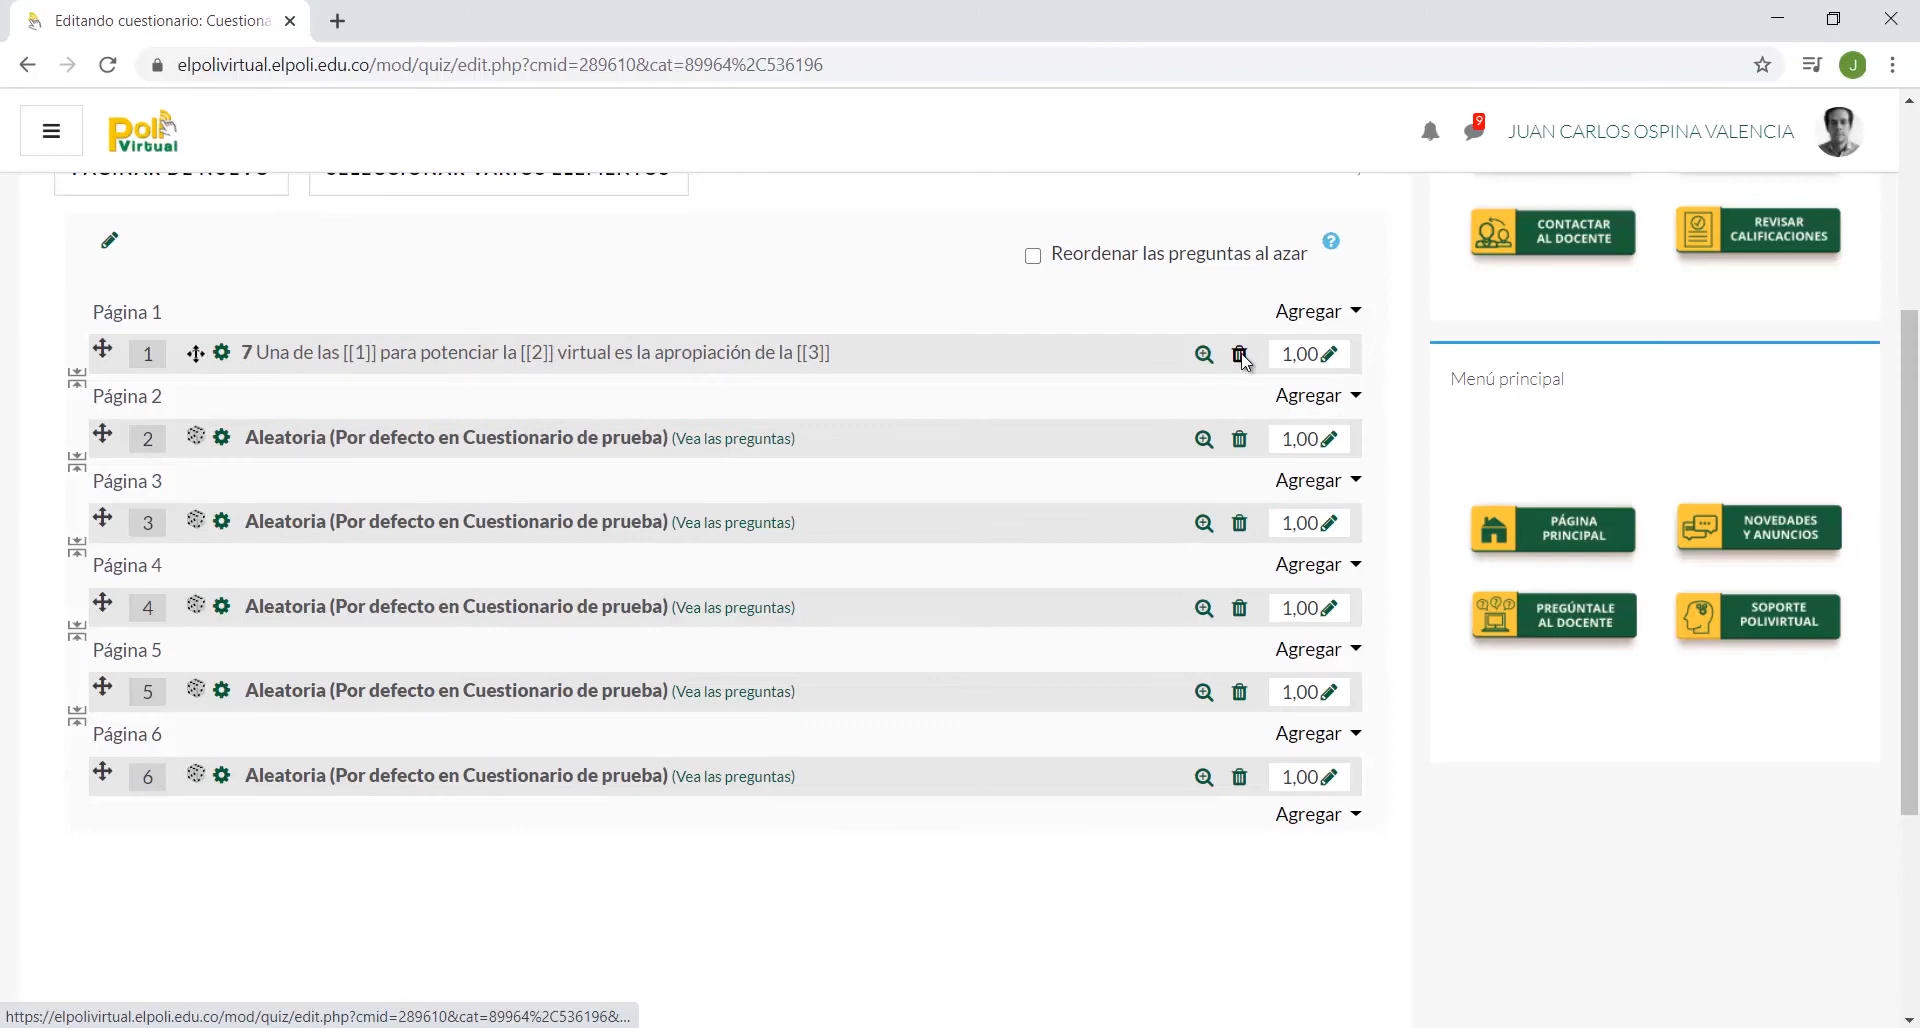 Editando cuestionario: Cuestiona
elpolivirtual.elpoli.edu.co/mod/quiz/edit.php?cmid=289610&cat=89964%2C536196
J
Poli
Virtual
9
JUAN CARLOS OSPINA VALENCIA
PAGINAR DE NUEVO
SELECCIONAR VARIOS ELEMENTOS
Reordenar las preguntas al azar
Página 1
Agregar
1
7 Una de las [[1]] para potenciar la [[2]] virtual es la apropiación de la [[3]]
1,00
Página 2
Agregar
2
Aleatoria (Por defecto en Cuestionario de prueba) (Vea las preguntas)
1,00
Página 3
Agregar
3
Aleatoria (Por defecto en Cuestionario de prueba) (Vea las preguntas)
1,00
Página 4
Agregar
4
Aleatoria (Por defecto en Cuestionario de prueba) (Vea las preguntas)
1,00
Página 5
Agregar
5
Aleatoria (Por defecto en Cuestionario de prueba) (Vea las preguntas)
1,00
Página 6
Agregar
6
Aleatoria (Por defecto en Cuestionario de prueba) (Vea las preguntas)
1,00
Agregar
CONTACTAR
AL DOCENTE
REVISAR
CALIFICACIONES
Menú principal
PÁGINA
PRINCIPAL
NOVEDADES
Y ANUNCIOS
PREGÚNTALE
AL DOCENTE
SOPORTE
POLIVIRTUAL
https://elpolivirtual.elpoli.edu.co/mod/quiz/edit.php?cmid=289610&cat=89964%2C536196&...